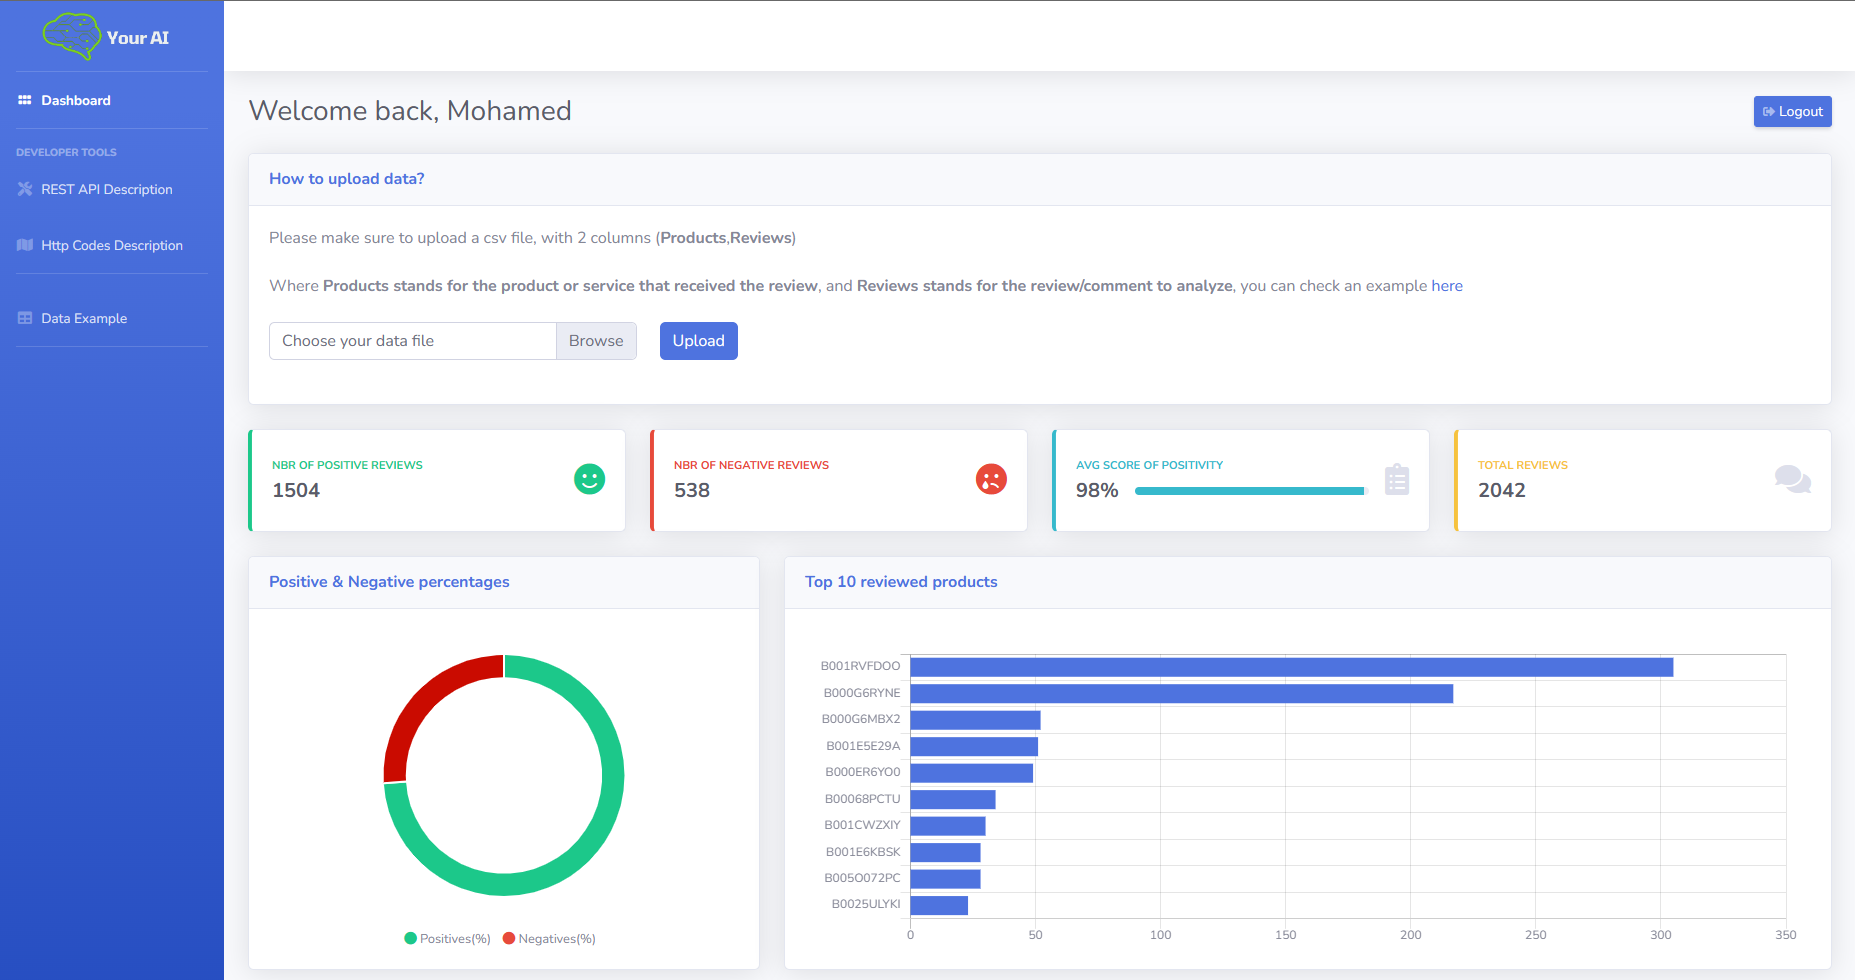 Your AI
Dashboard
DEVELOPER TOOLS
REST API Description
Http Codes Description
Data Example
Welcome back, Mohamed
Logout
How to upload data?
Please make sure to upload a csv file, with 2 columns (Products,Reviews)
Where Products stands for the product or service that received the review, and Reviews stands for the review/comment to analyze, you can check an example here
Choose your data file
Browse
Upload
NBR OF POSITIVE REVIEWS
1504
NBR OF NEGATIVE REVIEWS
538
AVG SCORE OF POSITIVITY
98%
TOTAL REVIEWS
2042
Positive & Negative percentages
Positives(%) Negatives(%)
Top 10 reviewed products
B001RVFDOO
B000G6RYNE
B000G6MBX2
B001E5E29A
B000ER6YO0
B00068PCTU
B001CWZXIY
B001E6KBSK
B005O072PC
B0025ULYKI
0 50 100 150 200 250 300 350